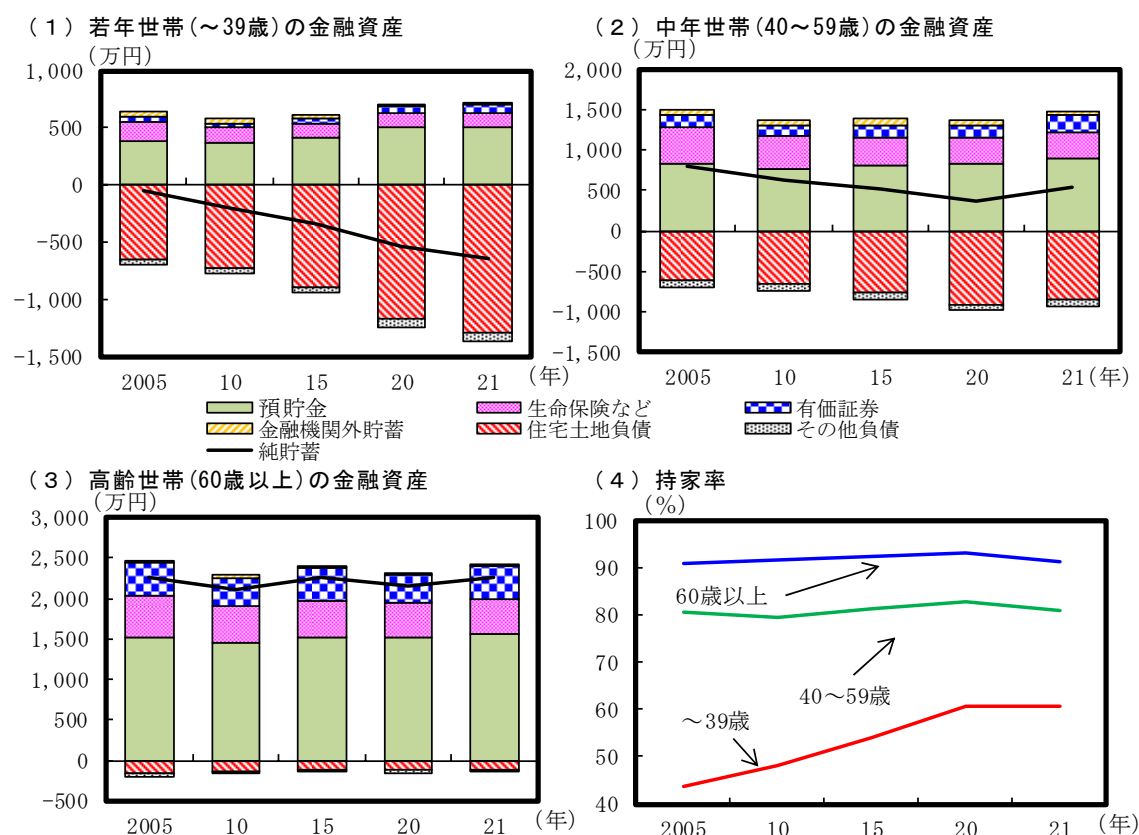 （１）若年世帯(～39歳)の金融資産
（２）中年世帯(40～59歳)の金融資産
(万円)
1,000
500
0
-500
-1,000
-1,500
2005 10 15 20 21 (年)
(万円)
2,000
1,500
1,000
500
0
-500
-1,000
-1,500
2005 10 15 20 21(年)
預貯金 生命保険など 有価証券
金融機関外貯蓄 住宅土地負債 その他負債
純貯蓄
（３）高齢世帯(60歳以上)の金融資産
（４）持家率
(万円)
3,000
2,500
2,000
1,500
1,000
500
0
-500
2005 10 15 20 21 (年)
(％)
100
90
80
70
60
50
40
60歳以上
40～59歳
～39歳
2005 10 15 20 21 (年)